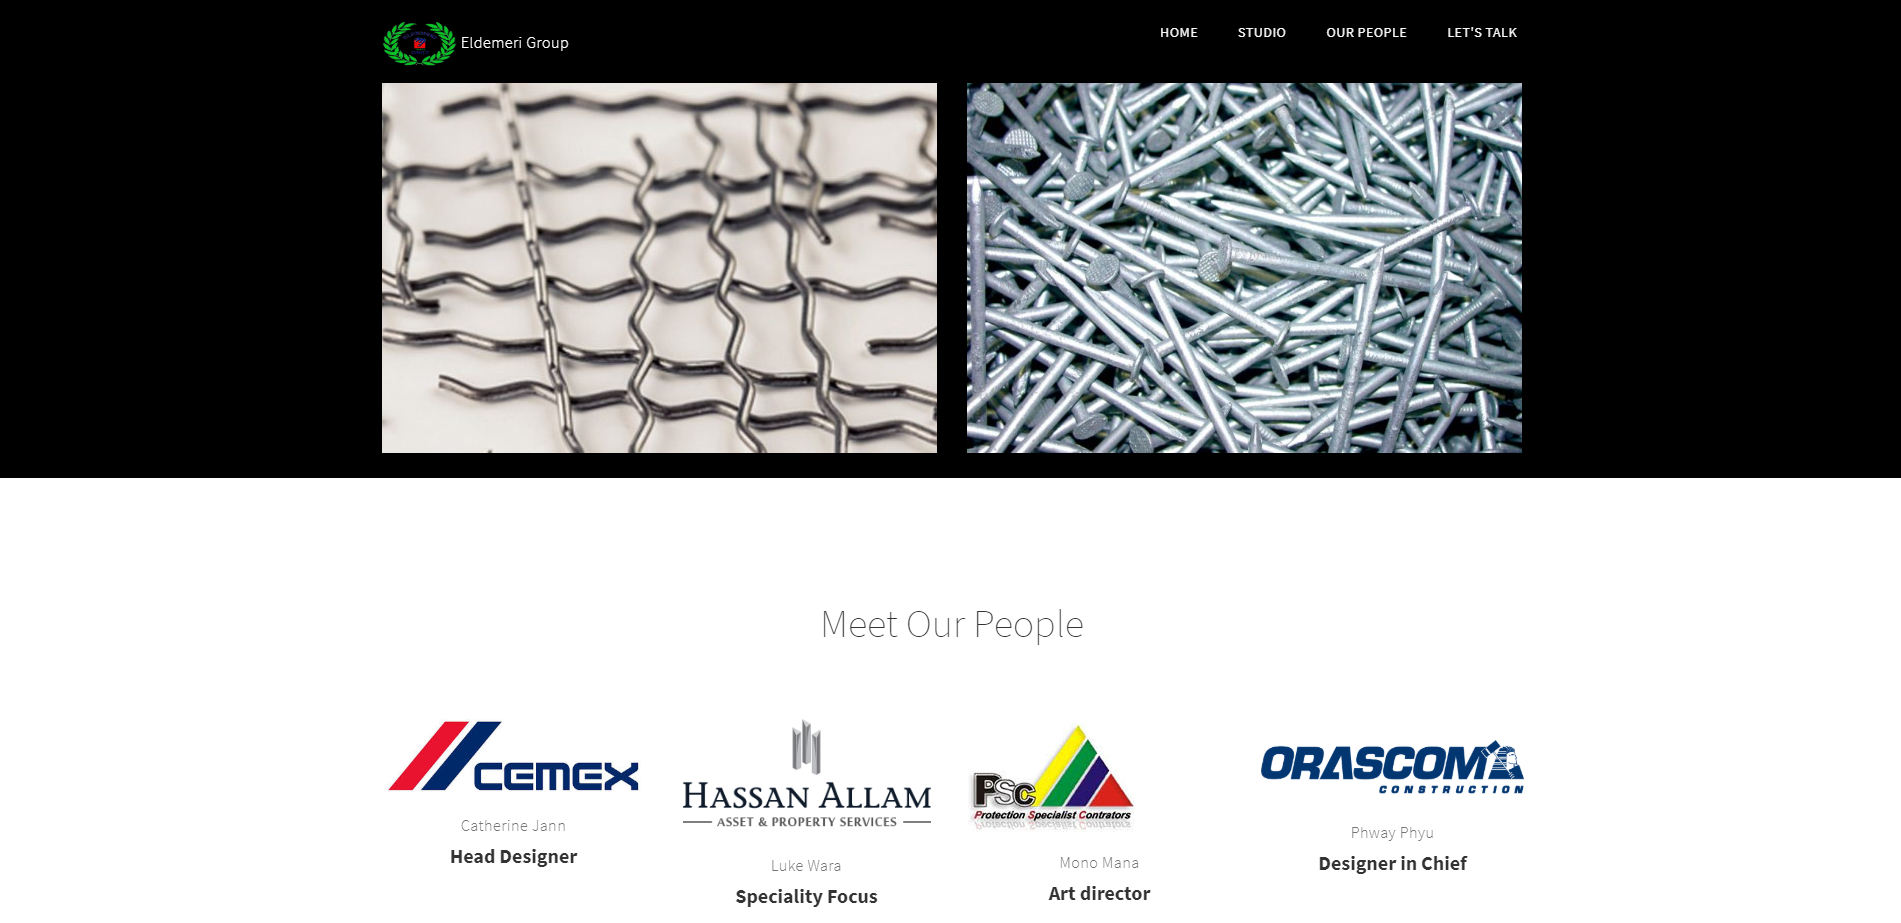 Eldemeri Group
HOME STUDIO OUR PEOPLE LET'S TALK
Meet Our People
CEMEX
Catherine Jann
Head Designer
HASSAN ALLAM
ASSET & PROPERTY SERVICES
Luke Wara
Speciality Focus
PSC
Protection Specialist Contrators
Mono Mana
Art director
ORASCOM
CONSTRUCTION
Phway Phyu
Designer in Chief